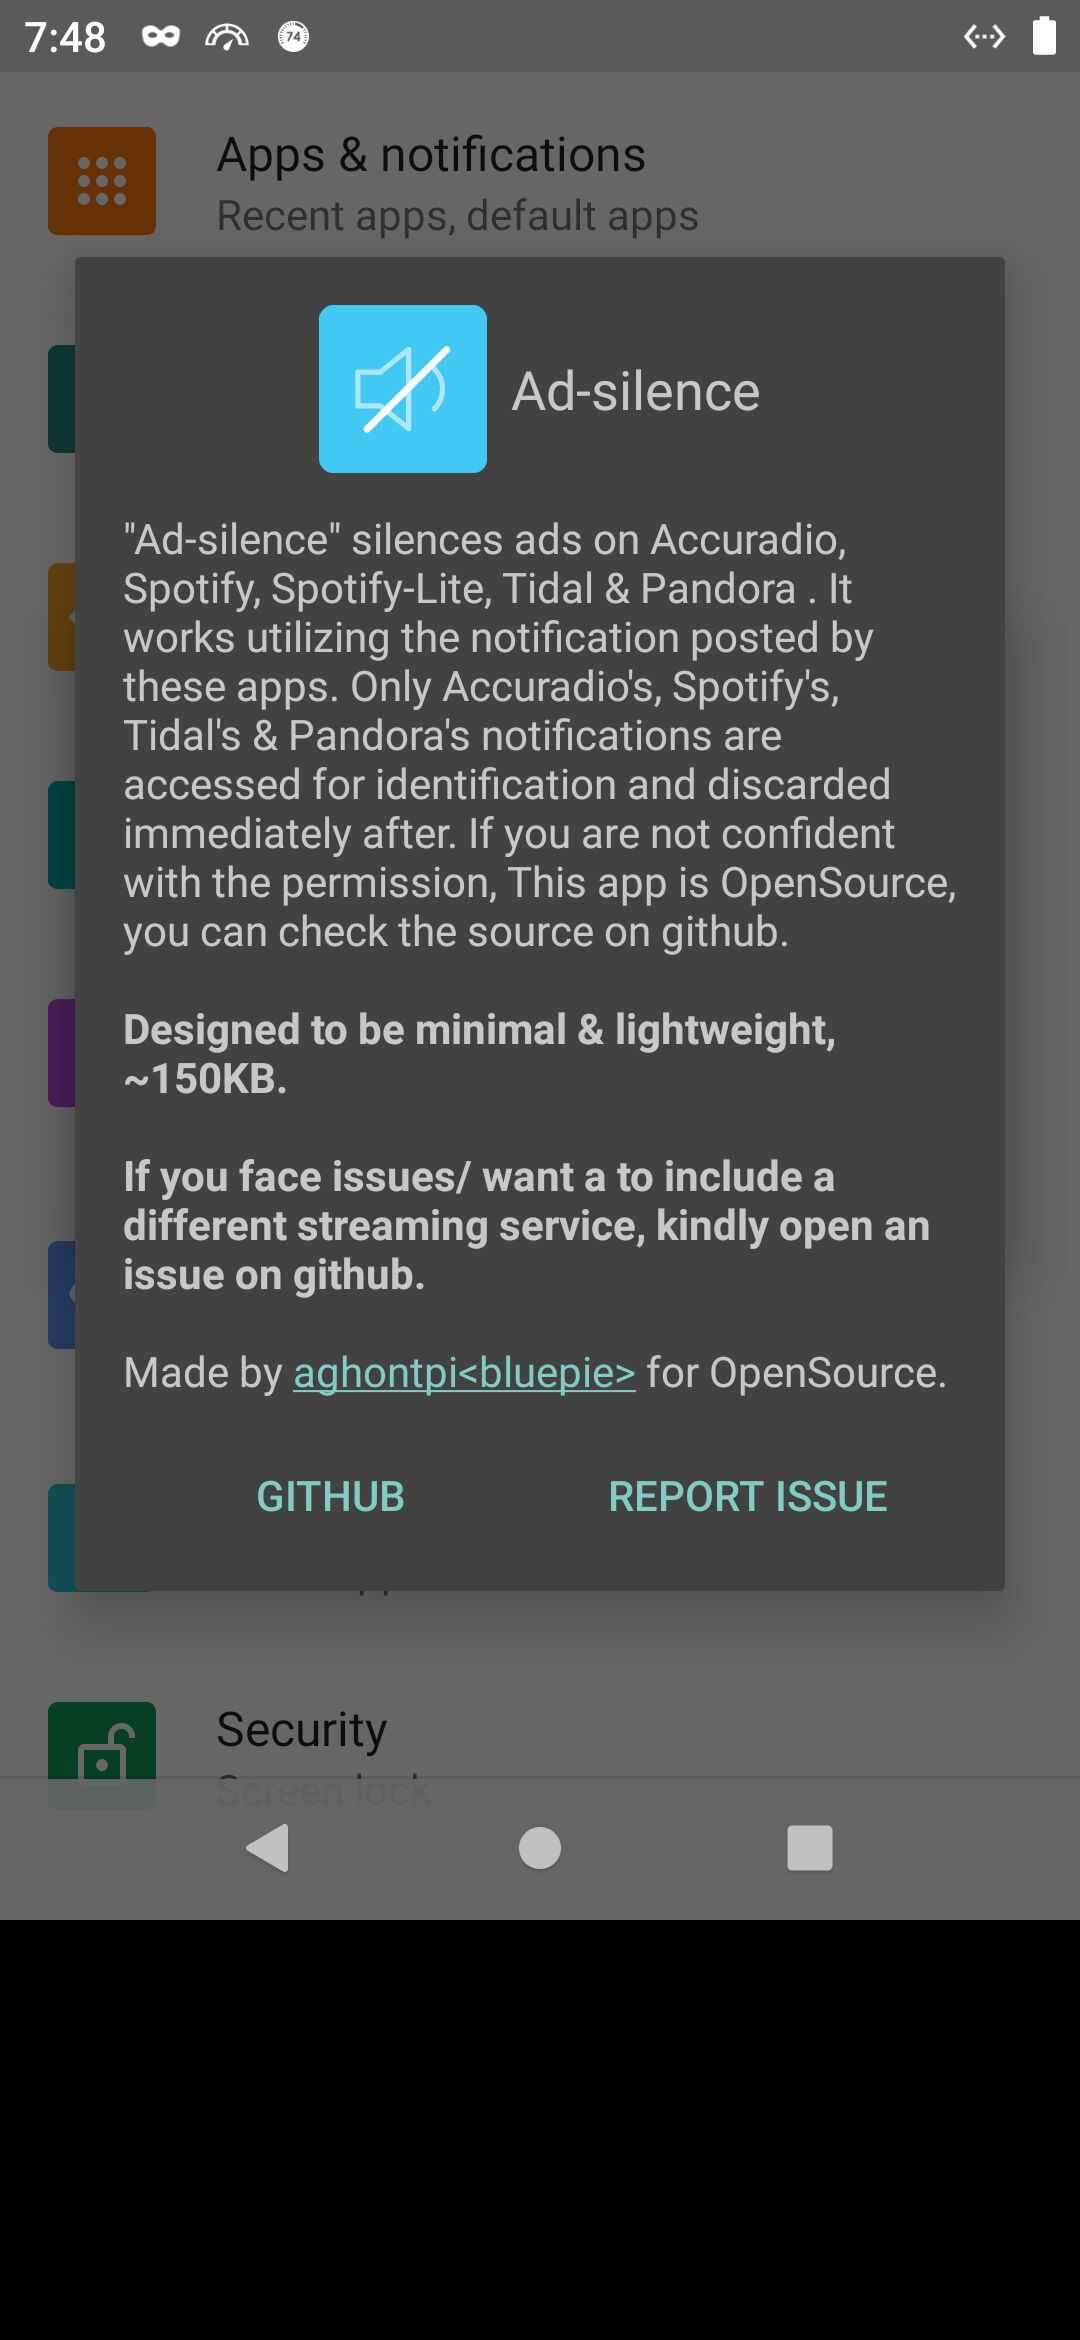 7:48
74
Apps & notifications
Recent apps, default apps
Ad-silence
"Ad-silence" silences ads on Accuradio,
Spotify, Spotify-Lite, Tidal & Pandora . It
works utilizing the notification posted by
these apps. Only Accuradio's, Spotify's,
Tidal's & Pandora's notifications are
accessed for identification and discarded
immediately after. If you are not confident
with the permission, This app is OpenSource,
you can check the source on github.
Designed to be minimal & lightweight,
~150KB.
If you face issues/ want a to include a
different streaming service, kindly open an
issue on github.
Made by aghontpi<bluepie> for OpenSource.
GITHUB
REPORT ISSUE
Security
Screen lock